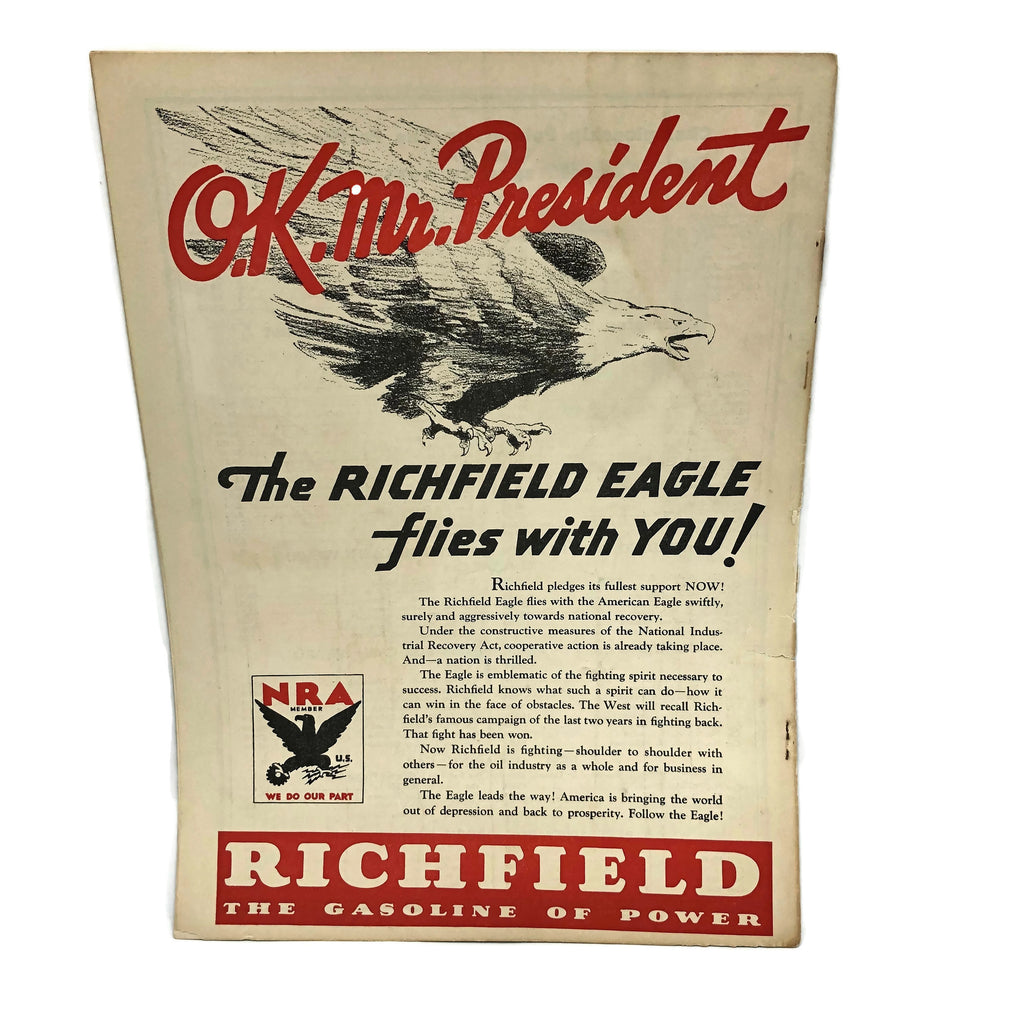 O.K. Mr. President
The RICHFIELD EAGLE
flies with YOU!
Richfield pledges its fullest support NOW!
The Richfield Eagle flies with the American Eagle swiftly,
surely and aggressively towards national recovery.
Under the constructive measures of the National Indus-
trial Recovery Act, cooperative action is already taking place.
And—a nation is thrilled.
The Eagle is emblematic of the fighting spirit necessary to
success. Richfield knows what such a spirit can do—how it
can win in the face of obstacles. The West will recall Rich-
field's famous campaign of the last two years in fighting back.
That fight has been won.
Now Richfield is fighting—shoulder to shoulder with
others—for the oil industry as a whole and for business in
general.
The Eagle leads the way! America is bringing the world
out of depression and back to prosperity. Follow the Eagle!
NRA
MEMBER
U.S.
WE DO OUR PART
RICHFIELD
THE GASOLINE OF POWER